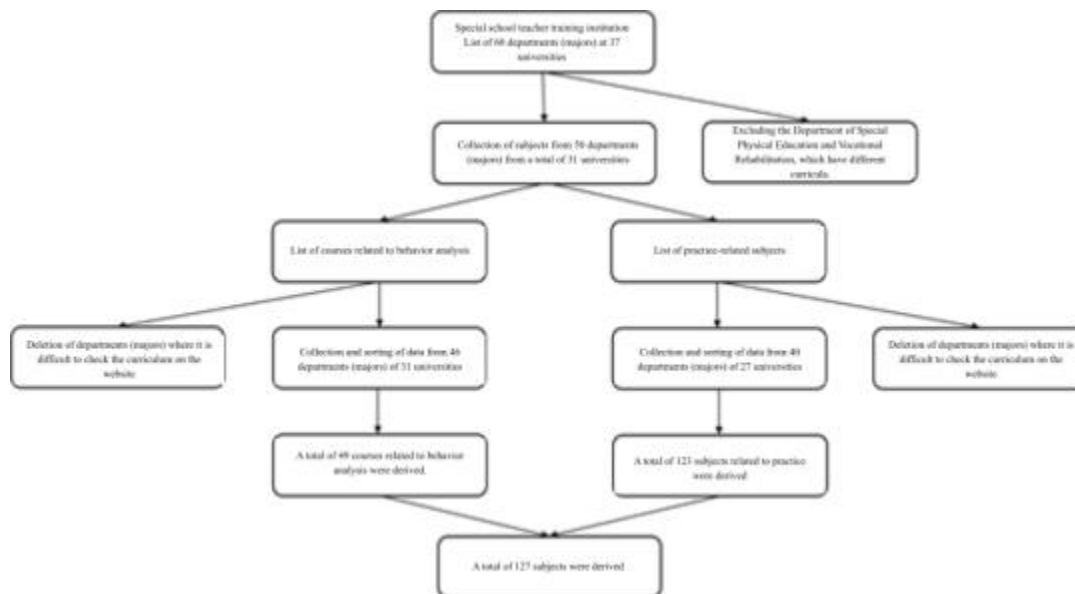 Special school teacher training institution
List of 60 departments (majors) at 37
universities
Collection of subjects from 50 departments
(majors) from a total of 31 universities
Excluding the Department of Special
Physical Education and Vocational
Rehabilitation, which have different
curricula.
List of courses related to behavior analysis
List of practice-related subjects
Deletion of departments (majors) where it is
difficult to check the curriculum on the
website
Collection and sorting of data from 46
departments (majors) of 31 universities
Collection and sorting of data from 40
departments (majors) of 27 universities
Deletion of departments (majors) where it is
difficult to check the curriculum on the
website
A total of 49 courses related to behavior
analysis were derived.
A total of 123 subjects related to practice
were derived
A total of 127 subjects were derived